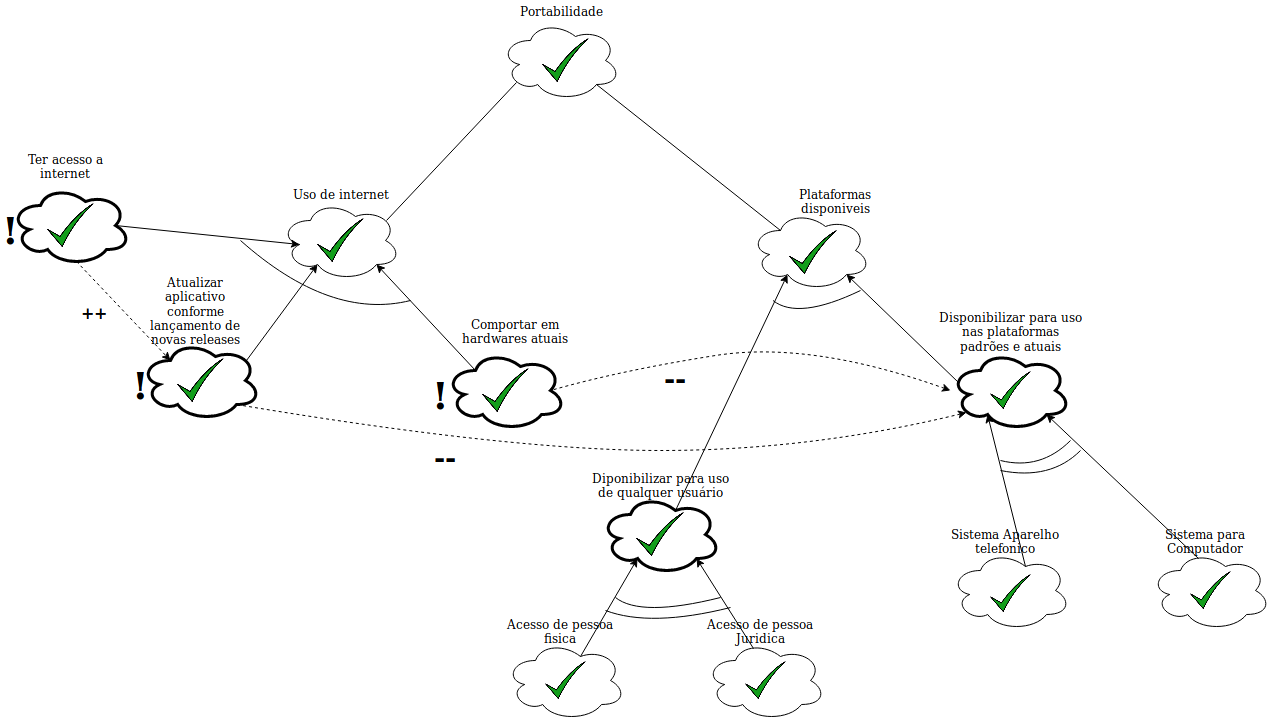 Portabilidade
Ter acesso a
internet
!
Uso de internet
Plataformas
disponiveis
++
Atualizar
aplicativo
conforme
lançamento de
novas releases
!
Comportar em
hardwares atuais
!
--
--
Disponibilizar para uso
nas plataformas
padrões e atuais
Diponibilizar para uso
de qualquer usuário
Sistema Aparelho
telefonico
Sistema para
Computador
Acesso de pessoa
fisica
Acesso de pessoa
Juridica